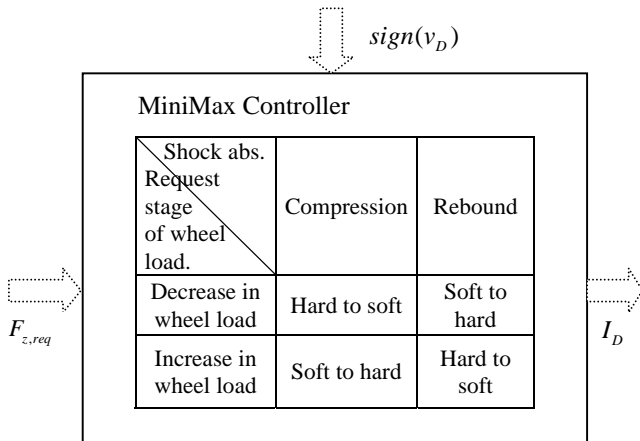 sign(v_D)
MiniMax Controller
Shock abs.
Request
stage
of wheel
load.
Compression
Rebound
Decrease in
wheel load
Hard to soft
Soft to
hard
Increase in
wheel load
Soft to hard
Hard to
soft
F_{z,req}
I_D